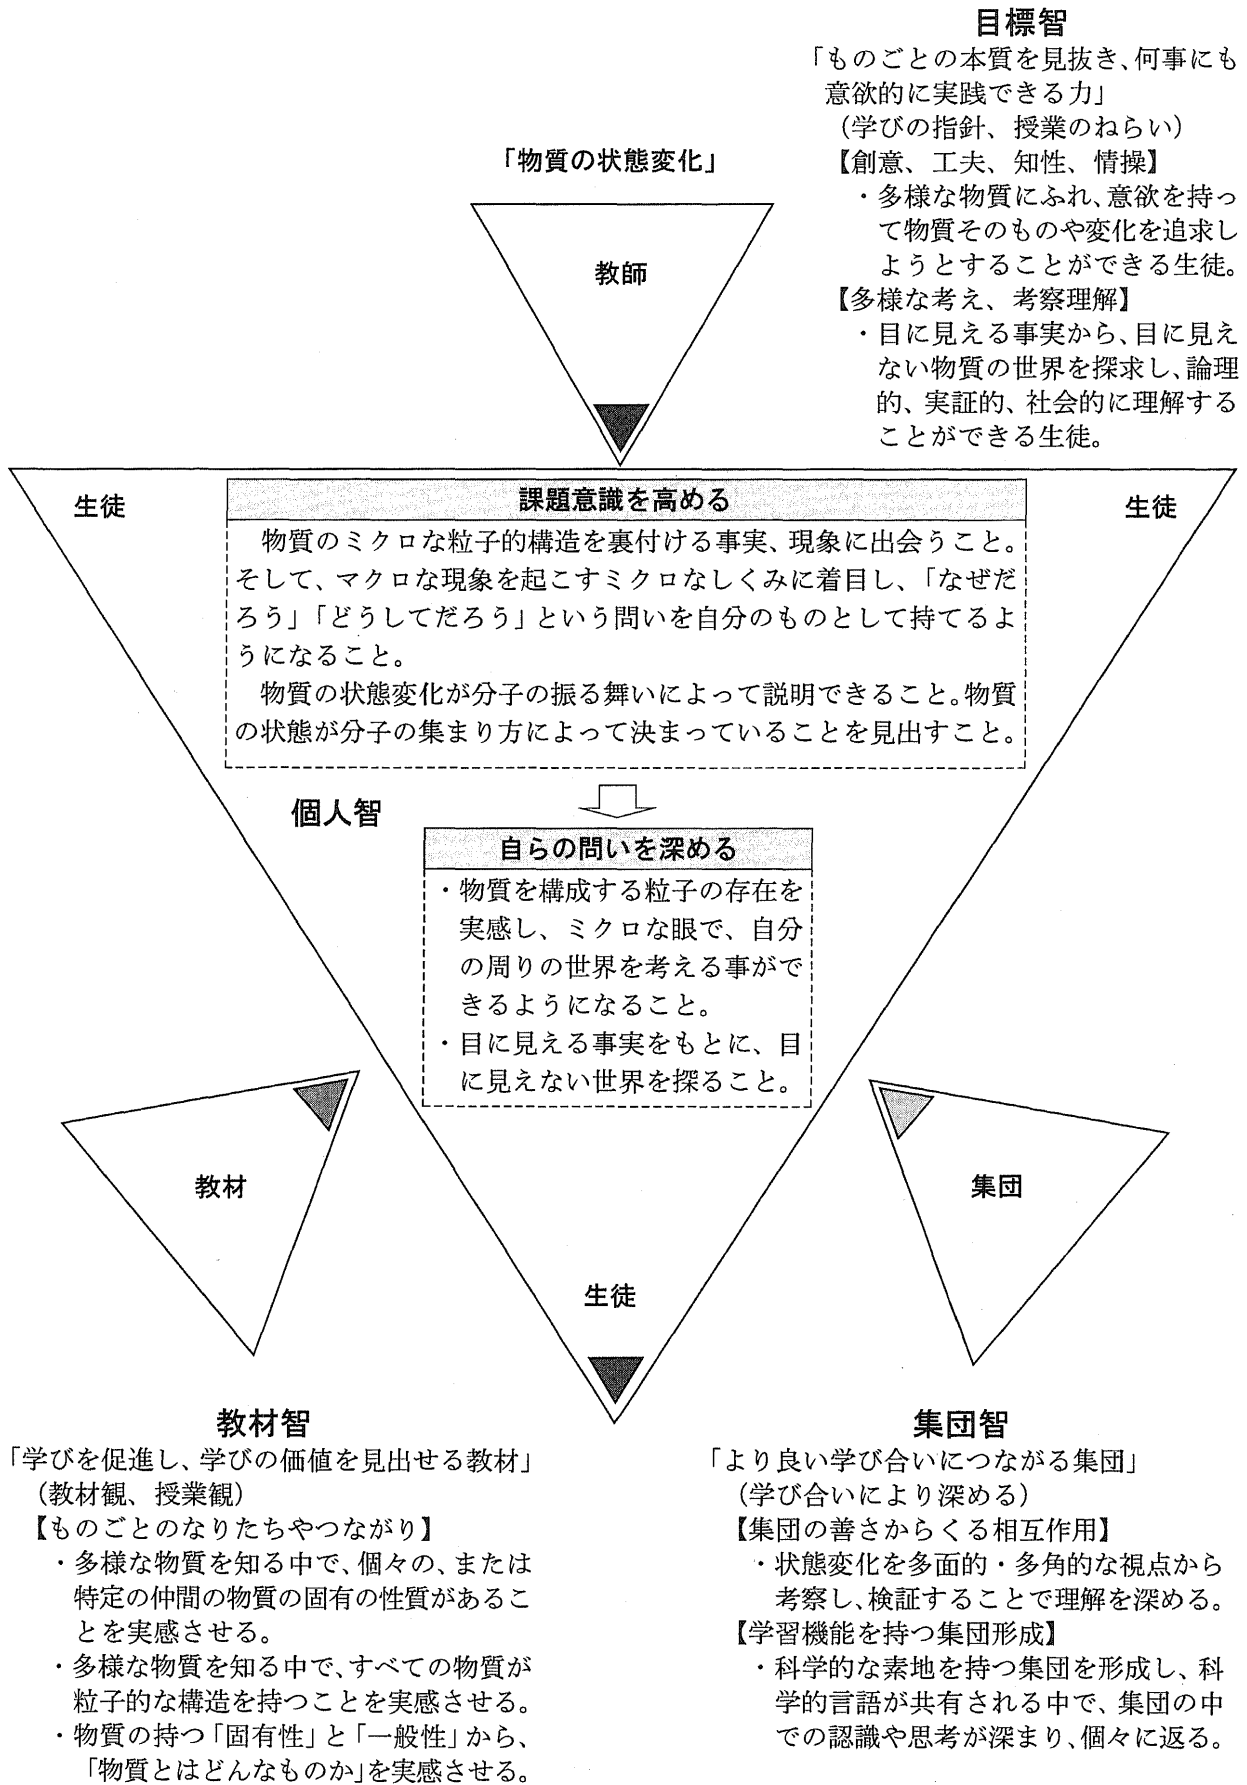 目標智
「ものごとの本質を見抜き、何事にも
意欲的に実践できる力」
（学びの指針、授業のねらい）
【創意、工夫、知性、情操】
・多様な物質にふれ、意欲を持っ
て物質そのものや変化を追求し
ようとすることができる生徒。
【多様な考え、考察理解】
・目に見える事実から、目に見え
ない物質の世界を探求し、論理
的、実証的、社会的に理解する
ことができる生徒。
「物質の状態変化」
教師
生徒
生徒
課題意識を高める
物質のミクロな粒子的構造を裏付ける事実、現象に出会うこと。
そして、マクロな現象を起こすミクロなしくみに着目し、「なぜだ
ろう」「どうしてだろう」という問いを自分のものとして持てるよ
うになること。
物質の状態変化が分子の振る舞いによって説明できること。物質
の状態が分子の集まり方によって決まっていることを見出すこと。
個人智
自らの問いを深める
・物質を構成する粒子の存在を
実感し、ミクロな眼で、自分
の周りの世界を考える事がで
きるようになること。
・目に見える事実をもとに、目
に見えない世界を探ること。
教材
集団
生徒
教材智
「学びを促進し、学びの価値を見出せる教材」
（教材観、授業観）
【ものごとのなりたちやつながり】
・多様な物質を知る中で、個々の、または
特定の仲間の物質の固有の性質があるこ
とを実感させる。
・多様な物質を知る中で、すべての物質が
粒子的な構造を持つことを実感させる。
・物質の持つ「固有性」と「一般性」から、
「物質とはどんなものか」を実感させる。
集団智
「より良い学び合いにつながる集団」
（学び合いにより深める）
【集団の善さからくる相互作用】
・状態変化を多面的・多角的な視点から
考察し、検証することで理解を深める。
【学習機能を持つ集団形成】
・科学的な素地を持つ集団を形成し、科
学的言語が共有される中で、集団の中
での認識や思考が深まり、個々に返る。